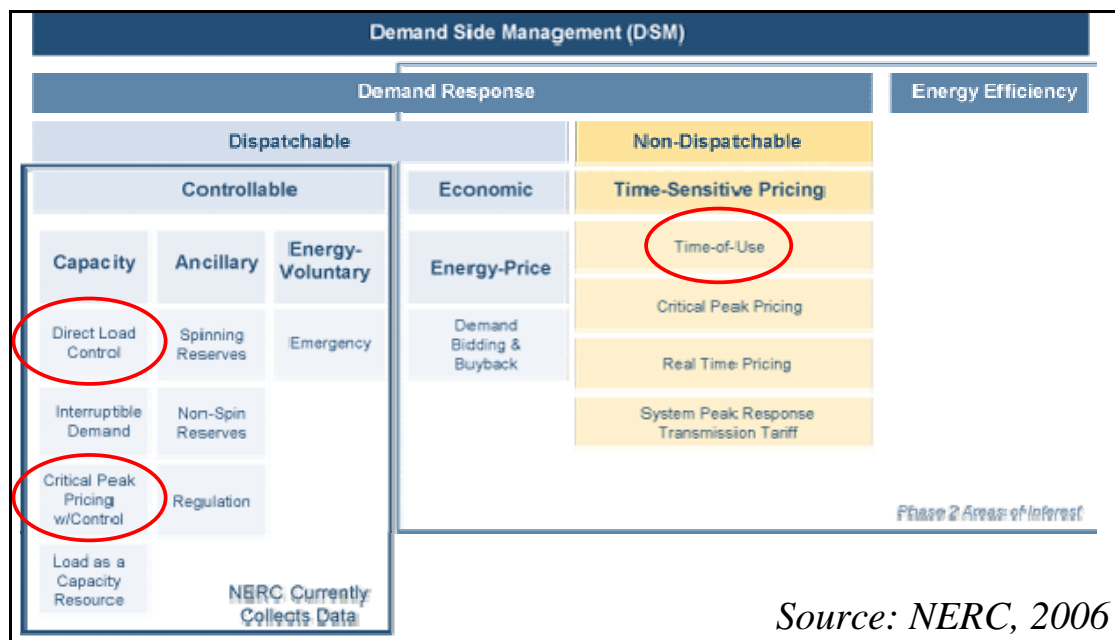 Demand Side Management (DSM)
Demand Response
Energy Efficiency
Dispatchable
Non-Dispatchable
Controllable
Economic
Time-Sensitive Pricing
Capacity
Ancillary
Energy-
Voluntary
Energy-Price
Time-of-Use
Critical Peak Pricing
Direct Load
Control
Spinning
Reserves
Emergency
Demand
Bidding &
Buyback
Real Time Pricing
Interruptible
Demand
Non-Spin
Reserves
System Peak Response
Transmission Tariff
Critical Peak
Pricing
w/Control
Regulation
Phase 2 Areas of Interest
Load as a
Capacity
Resource
NERC Currently
Collects Data
Source: NERC, 2006